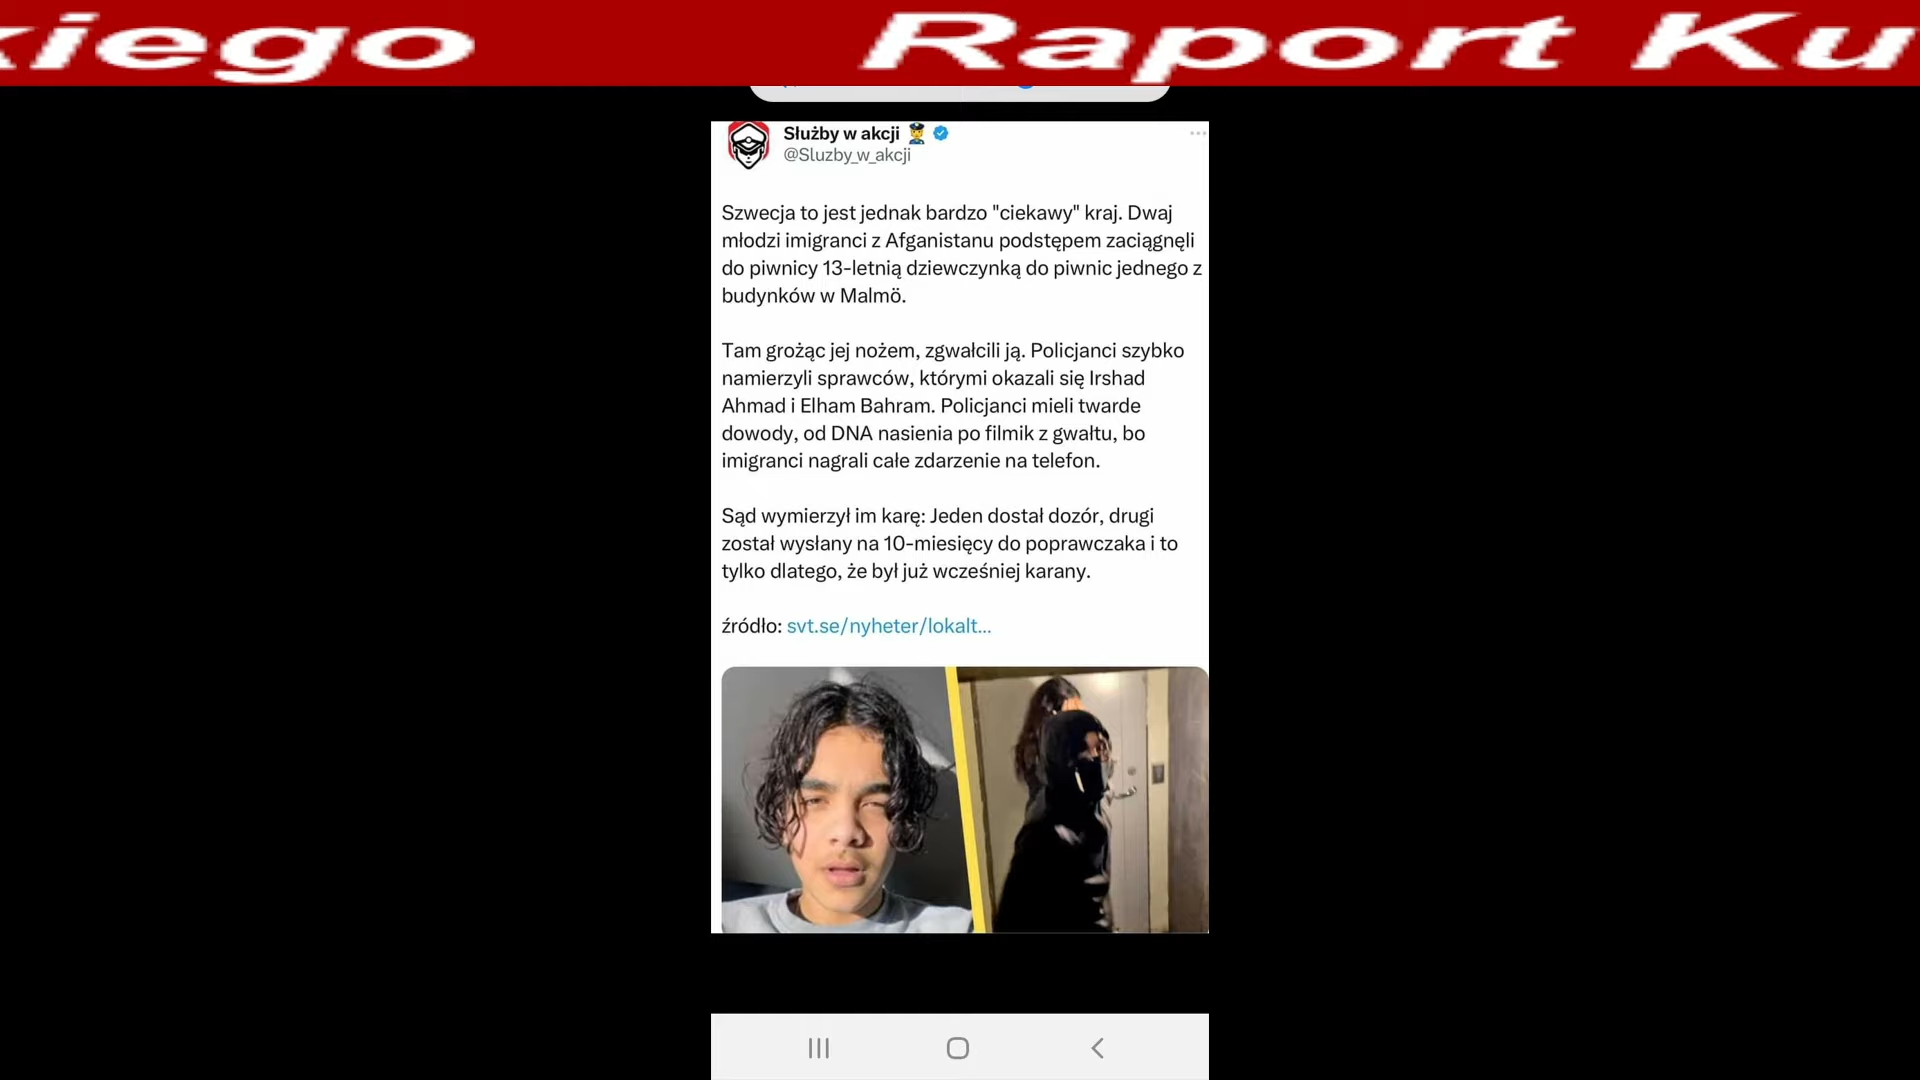 kiego Raport Ku
Służby w akcji
@Sluzby_w_akcji
Szwecja to jest jednak bardzo "ciekawy" kraj. Dwaj
młodzi imigranci z Afganistanu podstępem zaciągnęli
do piwnicy 13-letnią dziewczynką do piwnic jednego z
budynków w Malmö.
Tam grożąc jej nożem, zgwałcili ją. Policjanci szybko
namierzyli sprawców, którymi okazali się Irshad
Ahmad i Elham Bahram. Policjanci mieli twarde
dowody, od DNA nasienia po filmik z gwałtu, bo
imigranci nagrali całe zdarzenie na telefon.
Sąd wymierzył im karę: Jeden dostał dozór, drugi
został wysłany na 10-miesięcy do poprawczaka i to
tylko dlatego, że był już wcześniej karany.
źródło: svt.se/nyheter/lokalt...